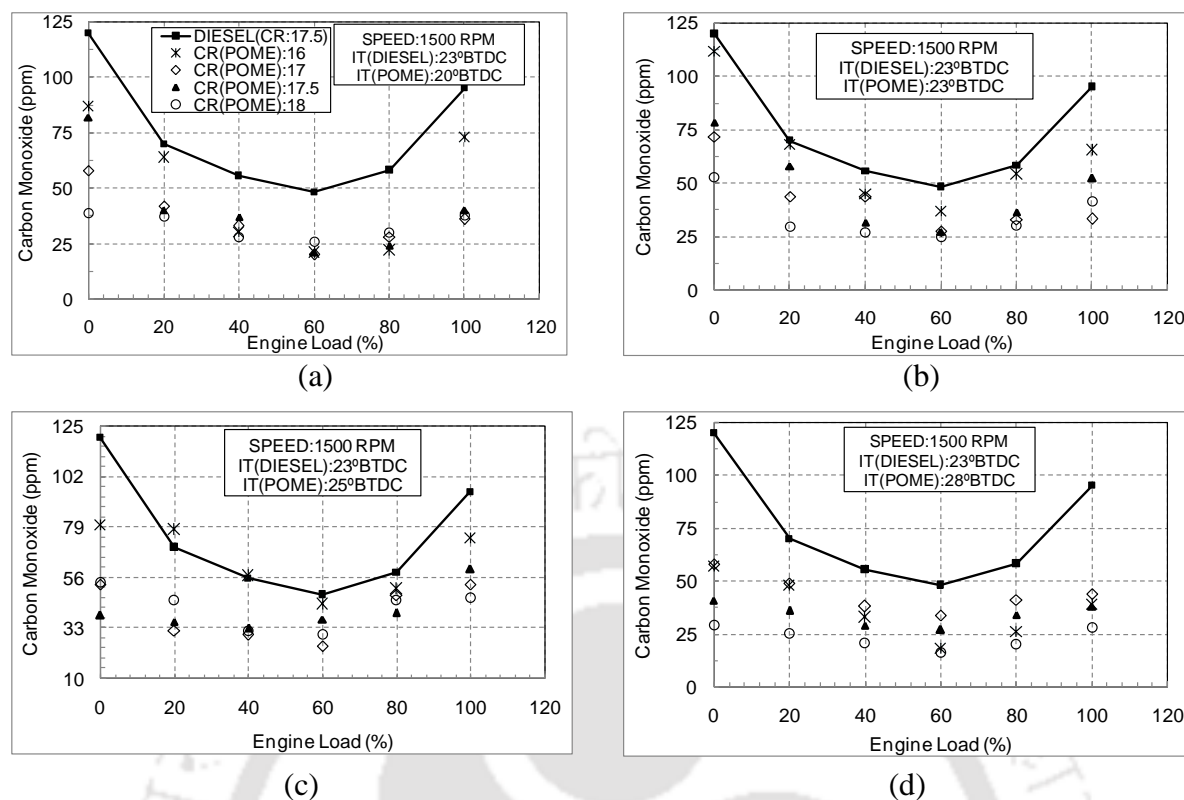 125
100
75
50
25
0
Carbon Monoxide (ppm)
DIESEL(CR:17.5)
CR(POME):16
CR(POME):17
CR(POME):17.5
CR(POME):18
SPEED:1500 RPM
IT(DIESEL):23ºBTDC
IT(POME):20ºBTDC
0 20 40 60 80 100 120
Engine Load (%)
(a)
125
100
75
50
25
0
Carbon Monoxide (ppm)
SPEED:1500 RPM
IT(DIESEL):23ºBTDC
IT(POME):23ºBTDC
0 20 40 60 80 100 120
Engine Load (%)
(b)
125
102
79
56
33
10
Carbon Monoxide (ppm)
SPEED:1500 RPM
IT(DIESEL):23ºBTDC
IT(POME):25ºBTDC
0 20 40 60 80 100 120
Engine Load (%)
(c)
125
100
75
50
25
0
Carbon Monoxide (ppm)
SPEED:1500 RPM
IT(DIESEL):23ºBTDC
IT(POME):28ºBTDC
0 20 40 60 80 100 120
Engine Load (%)
(d)